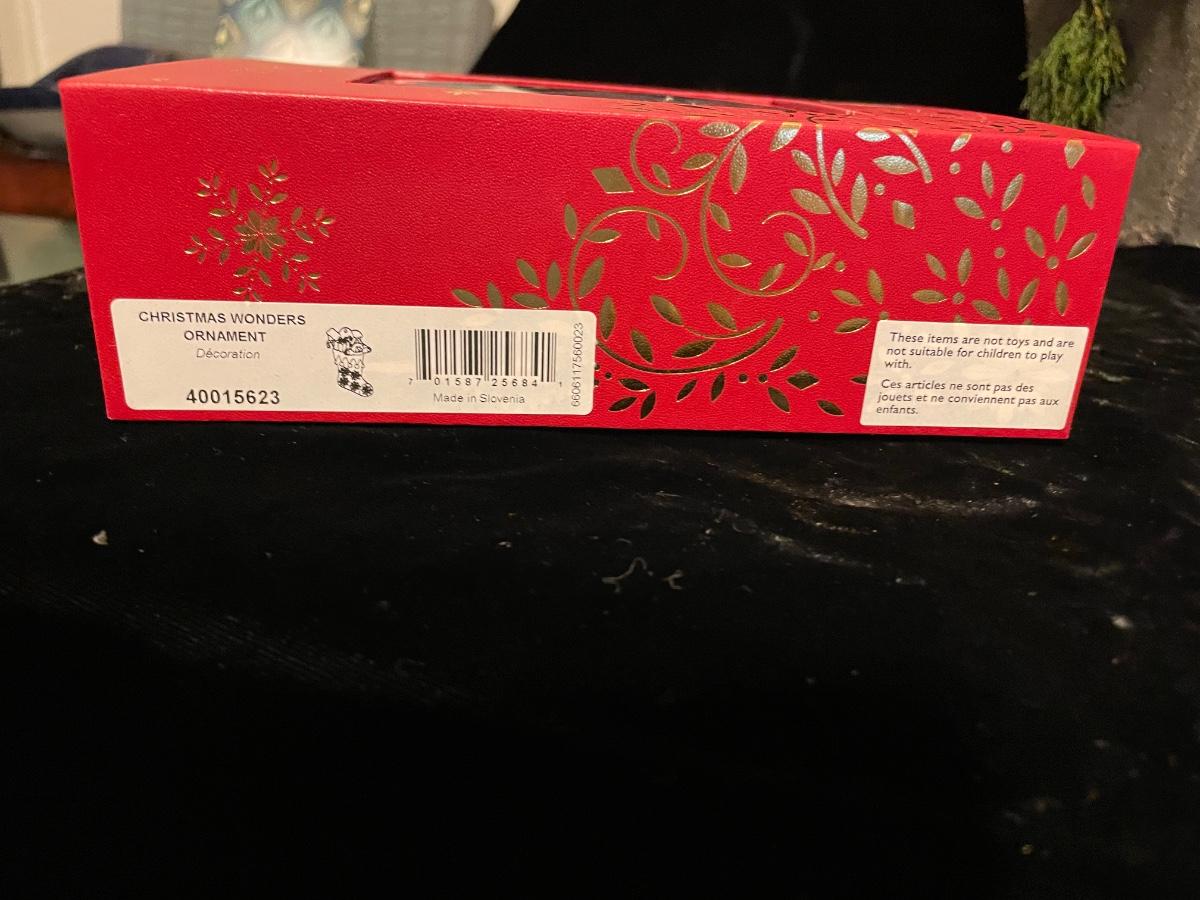 CHRISTMAS WONDERS
ORNAMENT
Décoration
40015623
7 01587 25684 1
Made in Slovenia
6606117560023
These items are not toys and are
not suitable for children to play
with.
Ces articles ne sont pas des
jouets et ne conviennent pas aux
enfants.